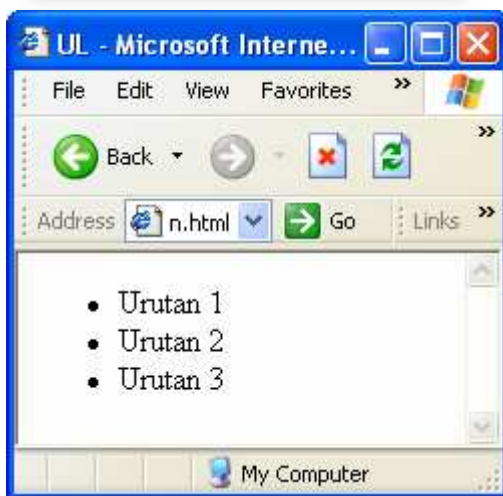 UL - Microsoft Interne...
File Edit View Favorites »
Back »
Address n.html Go Links »
• Urutan 1
• Urutan 2
• Urutan 3
My Computer